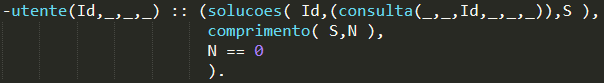 -utente(Id,_,_,_) :: (solucoes( Id,(consulta(_,_,Id,_,_,_)),S ),
comprimento( S,N ),
N == 0
).